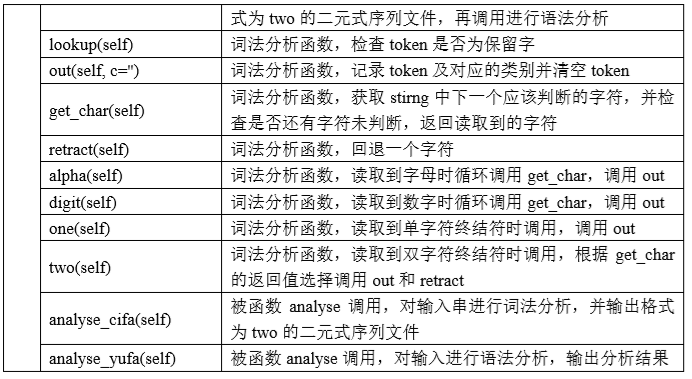 式为 two 的二元式序列文件，再调用进行语法分析
lookup(self) 词法分析函数，检查 token 是否为保留字
out(self, c='') 词法分析函数，记录 token 及对应的类别并清空 token
get_char(self) 词法分析函数，获取 stirng 中下一个应该判断的字符，并检
查是否还有字符未判断，返回读取到的字符
retract(self) 词法分析函数，回退一个字符
alpha(self) 词法分析函数，读取到字母时循环调用 get_char，调用 out
digit(self) 词法分析函数，读取到数字时循环调用 get_char，调用 out
one(self) 词法分析函数，读取到单字符终结符时调用，调用 out
two(self) 词法分析函数，读取到双字符终结符时调用，根据 get_char
的返回值选择调用 out 和 retract
analyse_cifa(self) 被函数 analyse 调用，对输入串进行词法分析，并输出格式
为 two 的二元式序列文件
analyse_yufa(self) 被函数 analyse 调用，对输入进行语法分析，输出分析结果